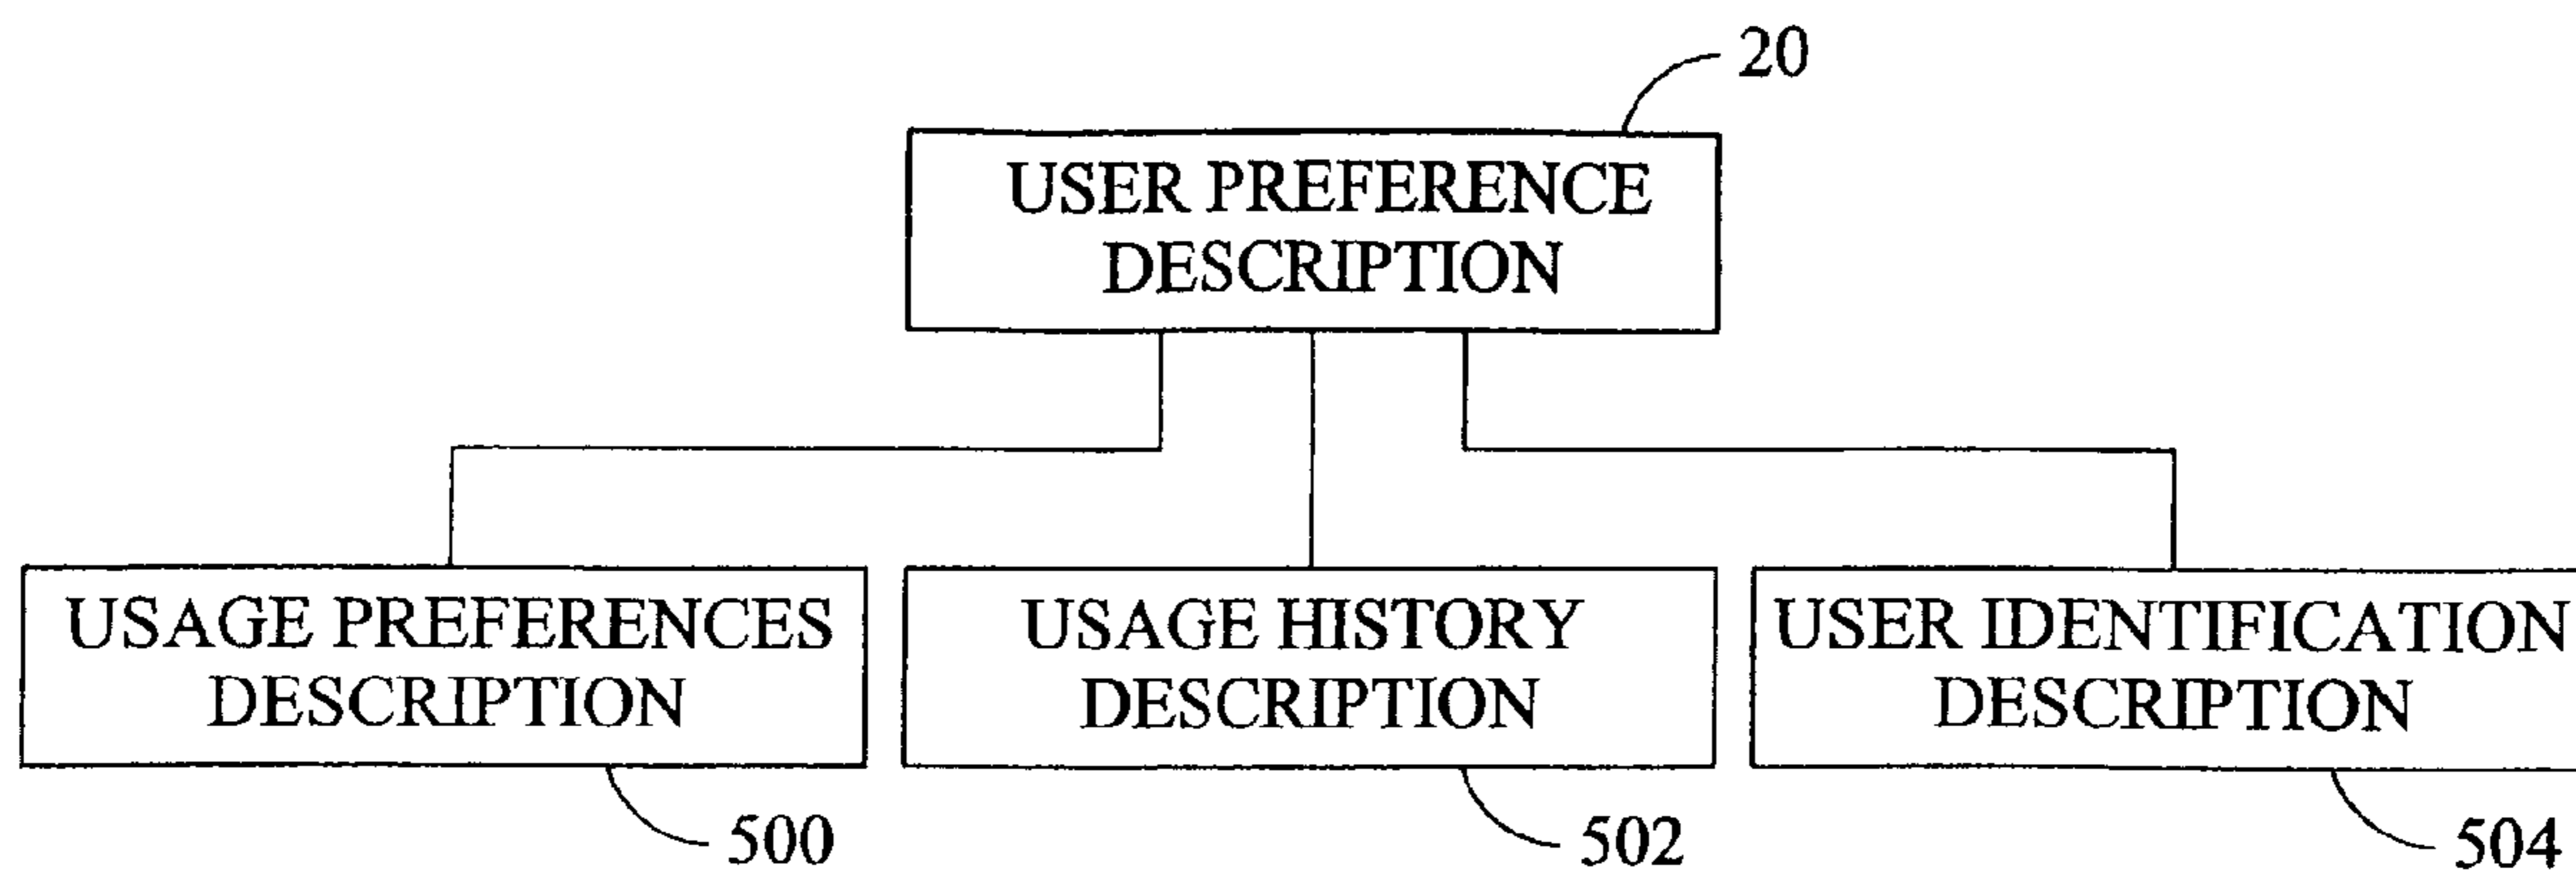 20
USER PREFERENCE
DESCRIPTION
USAGE PREFERENCES
DESCRIPTION
USAGE HISTORY
DESCRIPTION
USER IDENTIFICATION
DESCRIPTION
500
502
504